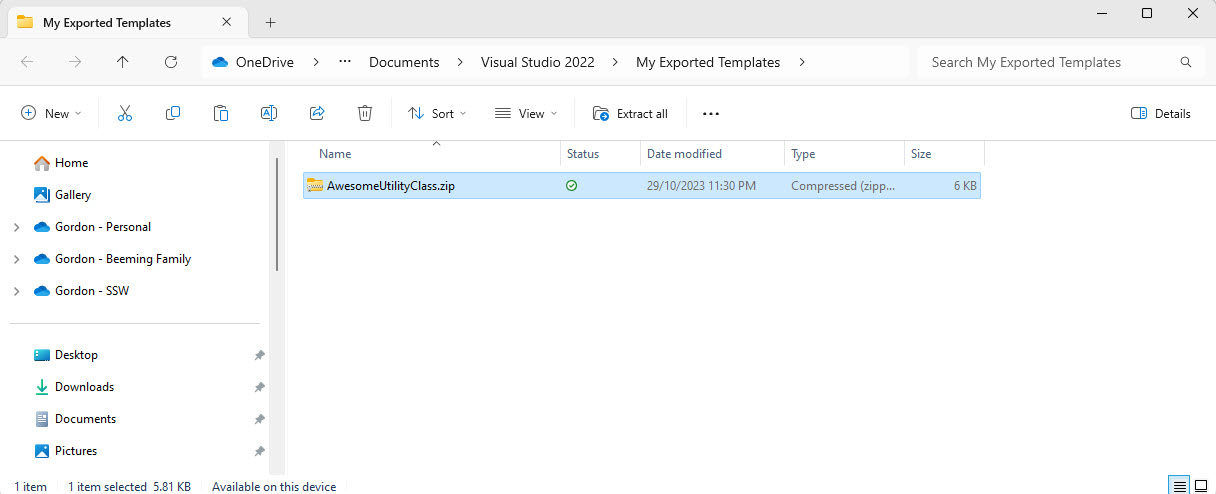 My Exported Templates
OneDrive > ··· Documents > Visual Studio 2022 > My Exported Templates >
Search My Exported Templates
New Sort View Extract all ··· Details
Name Status Date modified Type Size
AwesomeUtilityClass.zip 29/10/2023 11:30 PM Compressed (zipp... 6 KB
Home
Gallery
Gordon - Personal
Gordon - Beeming Family
Gordon - SSW
Desktop
Downloads
Documents
Pictures
1 item 1 item selected 5.81 KB Available on this device